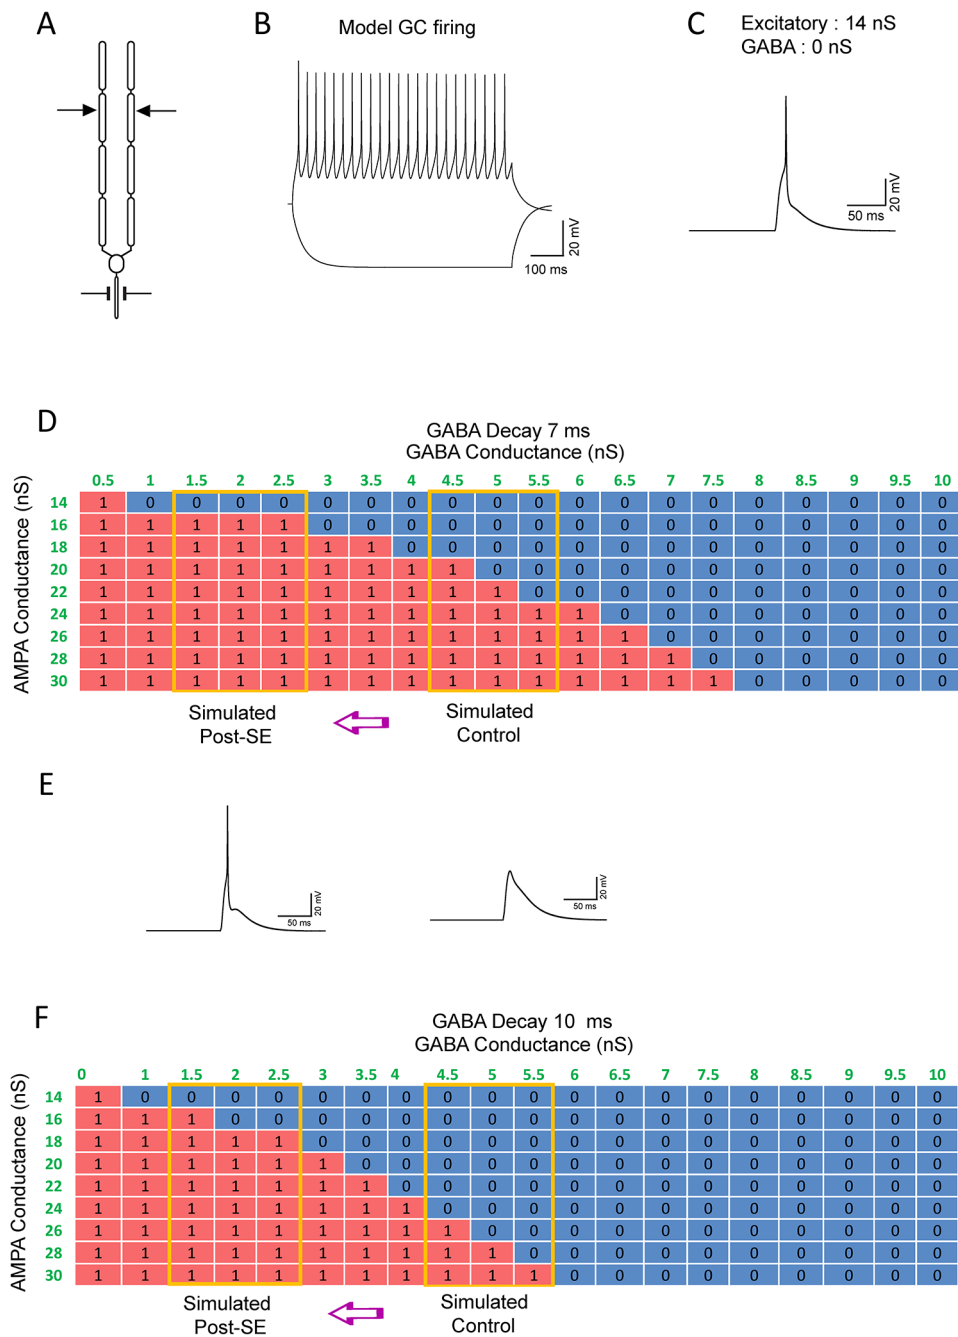 A
B
Model GC firing
20 mV
100 ms
C
Excitatory : 14 nS
GABA : 0 nS
20 mV
50 ms
D
GABA Decay 7 ms
GABA Conductance (nS)
AMPA Conductance (nS)
0.5 1 1.5 2 2.5 3 3.5 4 4.5 5 5.5 6 6.5 7 7.5 8 8.5 9 9.5 10
14 1 0 0 0 0 0 0 0 0 0 0 0 0 0 0 0 0 0 0 0
16 1 1 1 1 1 0 0 0 0 0 0 0 0 0 0 0 0 0 0 0
18 1 1 1 1 1 1 1 0 0 0 0 0 0 0 0 0 0 0 0 0
20 1 1 1 1 1 1 1 1 1 0 0 0 0 0 0 0 0 0 0 0
22 1 1 1 1 1 1 1 1 1 1 0 0 0 0 0 0 0 0 0 0
24 1 1 1 1 1 1 1 1 1 1 1 1 0 0 0 0 0 0 0 0
26 1 1 1 1 1 1 1 1 1 1 1 1 1 0 0 0 0 0 0 0
28 1 1 1 1 1 1 1 1 1 1 1 1 1 1 0 0 0 0 0 0
30 1 1 1 1 1 1 1 1 1 1 1 1 1 1 1 0 0 0 0 0
Simulated
Post-SE
Simulated
Control
E
20 mV
50 ms
20 mV
50 ms
F
GABA Decay 10 ms
GABA Conductance (nS)
AMPA Conductance (nS)
0 1 1.5 2 2.5 3 3.5 4 4.5 5 5.5 6 6.5 7 7.5 8 8.5 9 9.5 10
14 1 0 0 0 0 0 0 0 0 0 0 0 0 0 0 0 0 0 0 0
16 1 1 1 0 0 0 0 0 0 0 0 0 0 0 0 0 0 0 0 0
18 1 1 1 1 1 0 0 0 0 0 0 0 0 0 0 0 0 0 0 0
20 1 1 1 1 1 1 0 0 0 0 0 0 0 0 0 0 0 0 0 0
22 1 1 1 1 1 1 1 0 0 0 0 0 0 0 0 0 0 0 0 0
24 1 1 1 1 1 1 1 1 0 0 0 0 0 0 0 0 0 0 0 0
26 1 1 1 1 1 1 1 1 1 0 0 0 0 0 0 0 0 0 0 0
28 1 1 1 1 1 1 1 1 1 1 0 0 0 0 0 0 0 0 0 0
30 1 1 1 1 1 1 1 1 1 1 1 0 0 0 0 0 0 0 0 0
Simulated
Post-SE
Simulated
Control